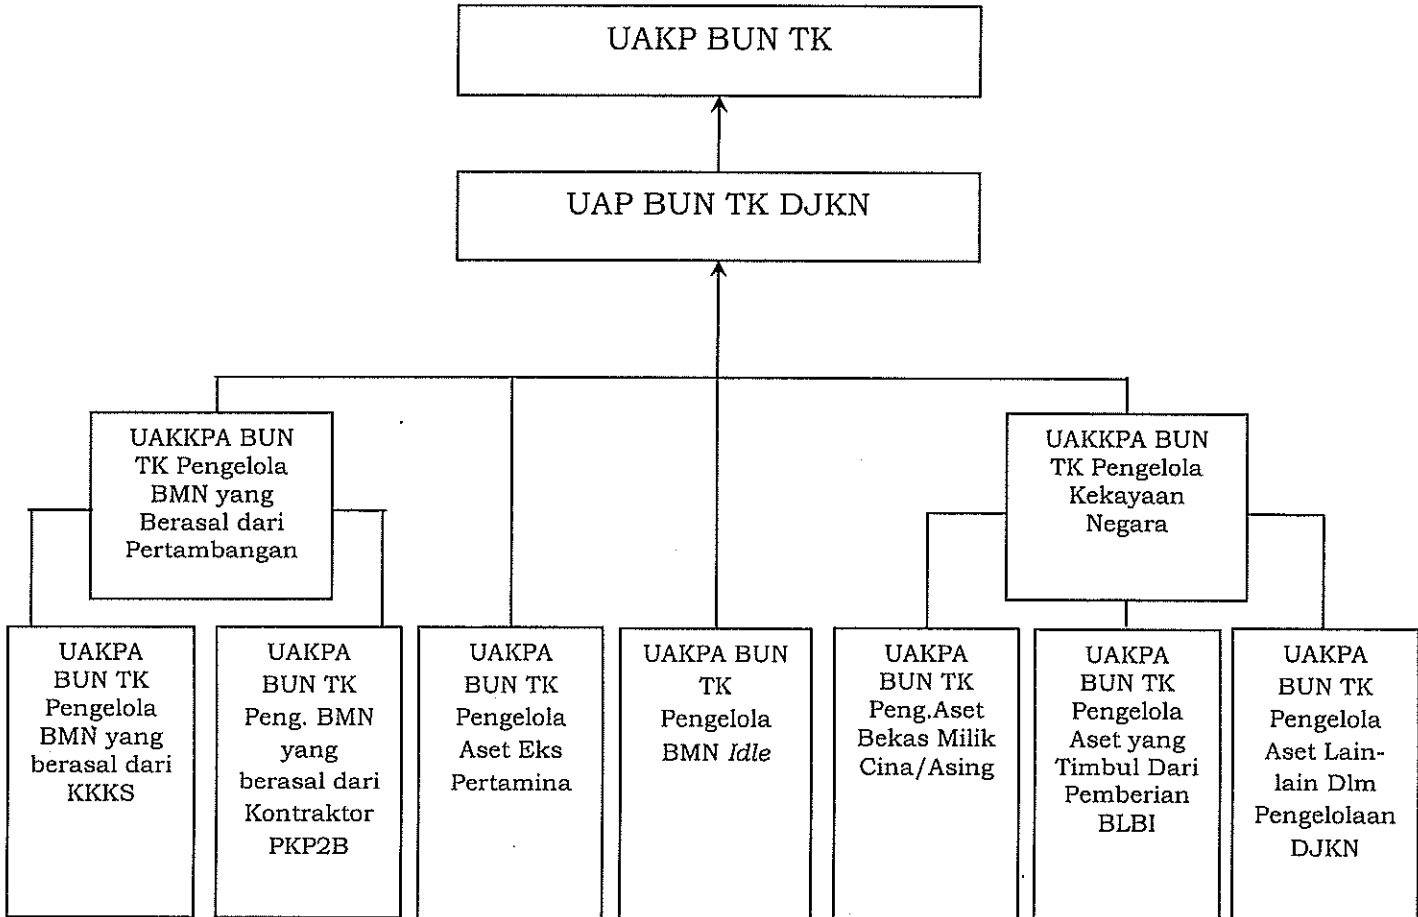 UAKP BUN TK
UAP BUN TK DJKN
UAKKPA BUN
TK Pengelola
BMN yang
Berasal dari
Pertambangan
UAKKPA BUN
TK Pengelola
Kekayaan
Negara
UAKPA
BUN TK
Pengelola
BMN yang
berasal dari
KKKS
UAKPA
BUN TK
Peng. BMN
yang
berasal dari
Kontraktor
PKP2B
UAKPA
BUN TK
Pengelola
Aset Eks
Pertamina
UAKPA BUN
TK
Pengelola
BMN Idle
UAKPA
BUN TK
Peng.Aset
Bekas Milik
Cina/Asing
UAKPA
BUN TK
Pengelola
Aset yang
Timbul Dari
Pemberian
BLBI
UAKPA
BUN TK
Pengelola
Aset Lain-
lain Dlm
Pengelolaan
DJKN